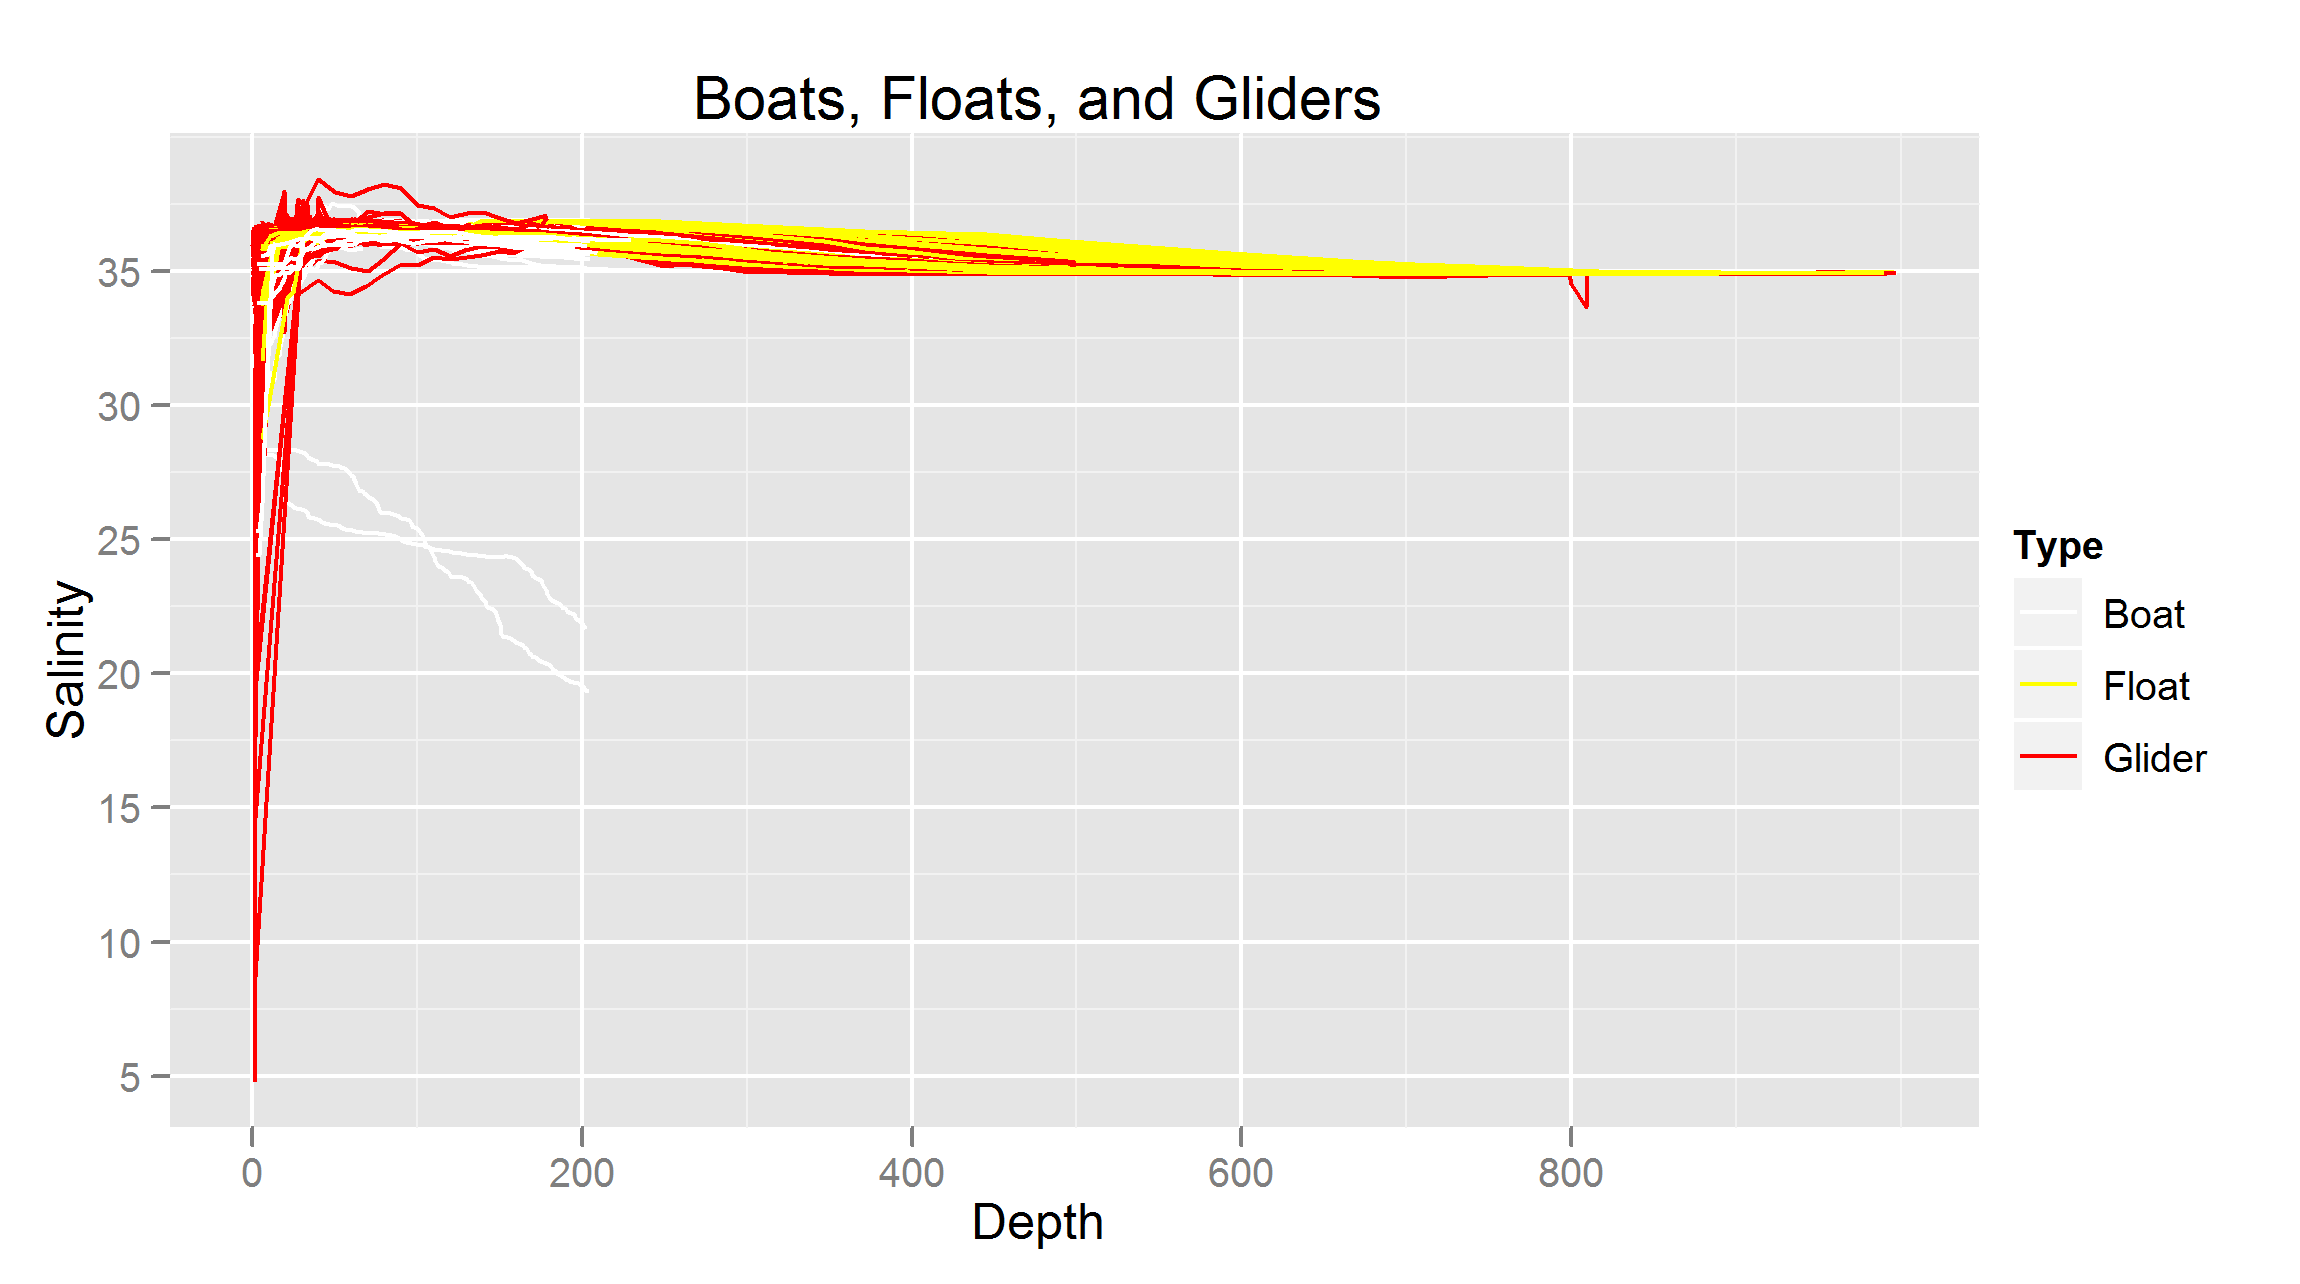 Boats, Floats, and Gliders
Salinity
35
30
25
20
15
10
5
0 200 400 600 800
Depth
Type
Boat
Float
Glider